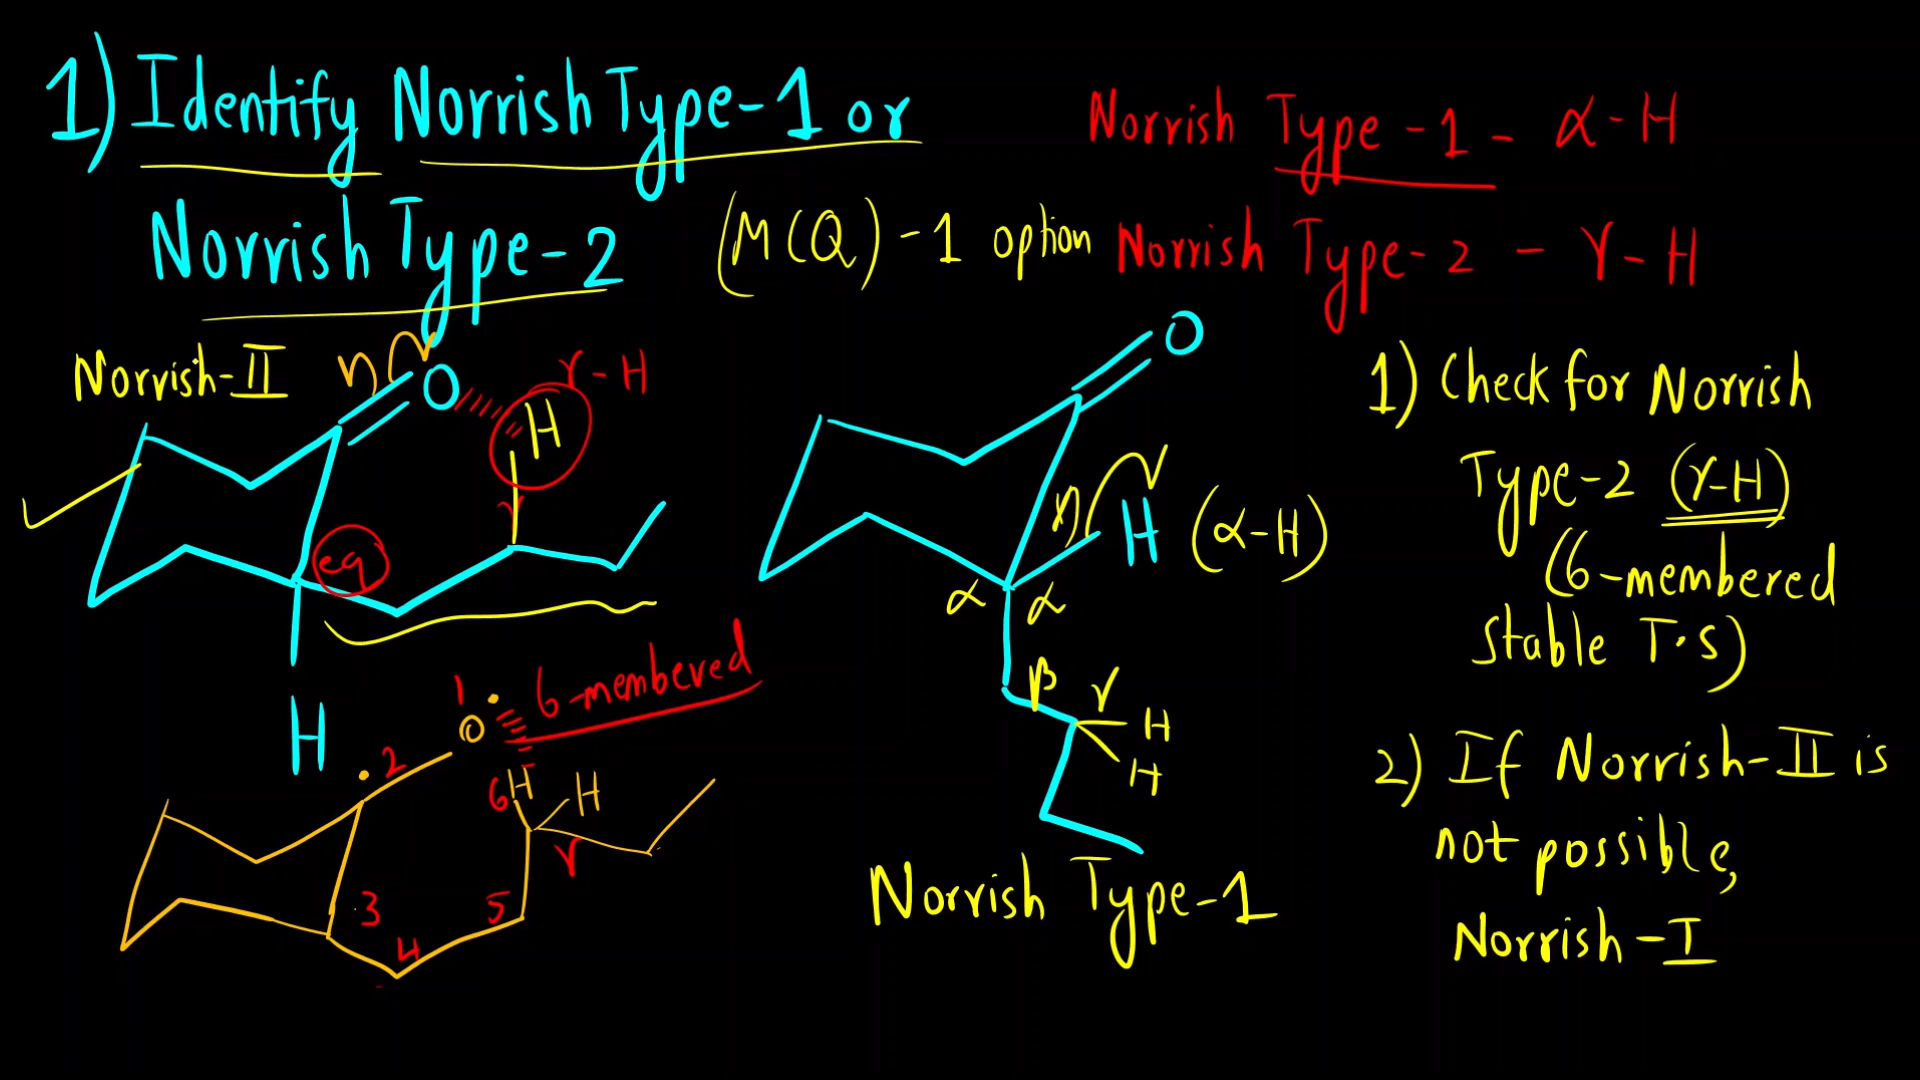 1) Identify Norrish Type-1 or
Norrish Type-2 (MCQ) - 1 option
Norrish Type-1 - α-H
Norrish Type-2 - γ-H
Norrish-II
O
γ-H
H
γ
eq
H
1
O
6-membered
2
6
H
H
γ
3
4
5
O
H (α-H)
α α
β γ
H
H
Norrish Type-1
1) Check for Norrish
Type-2 (γ-H)
(6-membered
Stable T.S)
2) If Norrish-II is
not possible,
Norrish-I